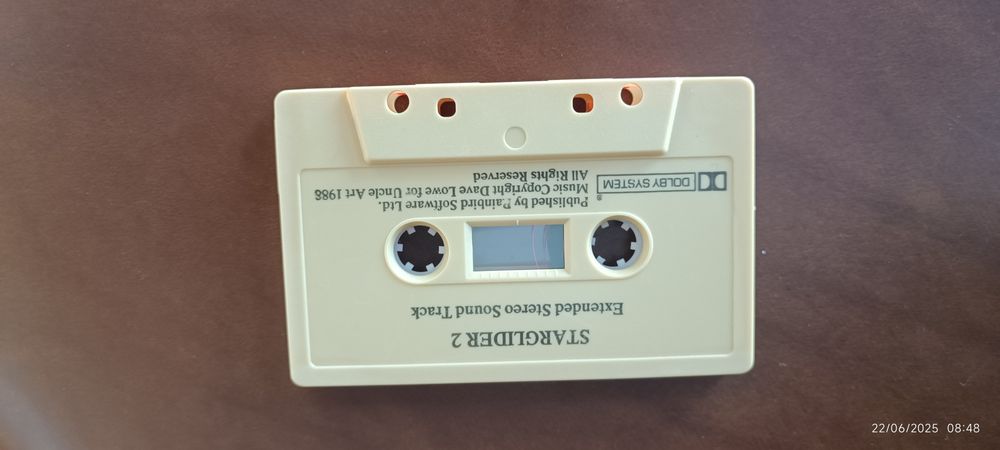 STARGLIDER 2
Extended Stereo Sound Track
Published by Rainbird Software Ltd.
Music Copyright Dave Lowe for Uncle Art 1988
All Rights Reserved
DOLBY SYSTEM ®
22/06/2025 08:48